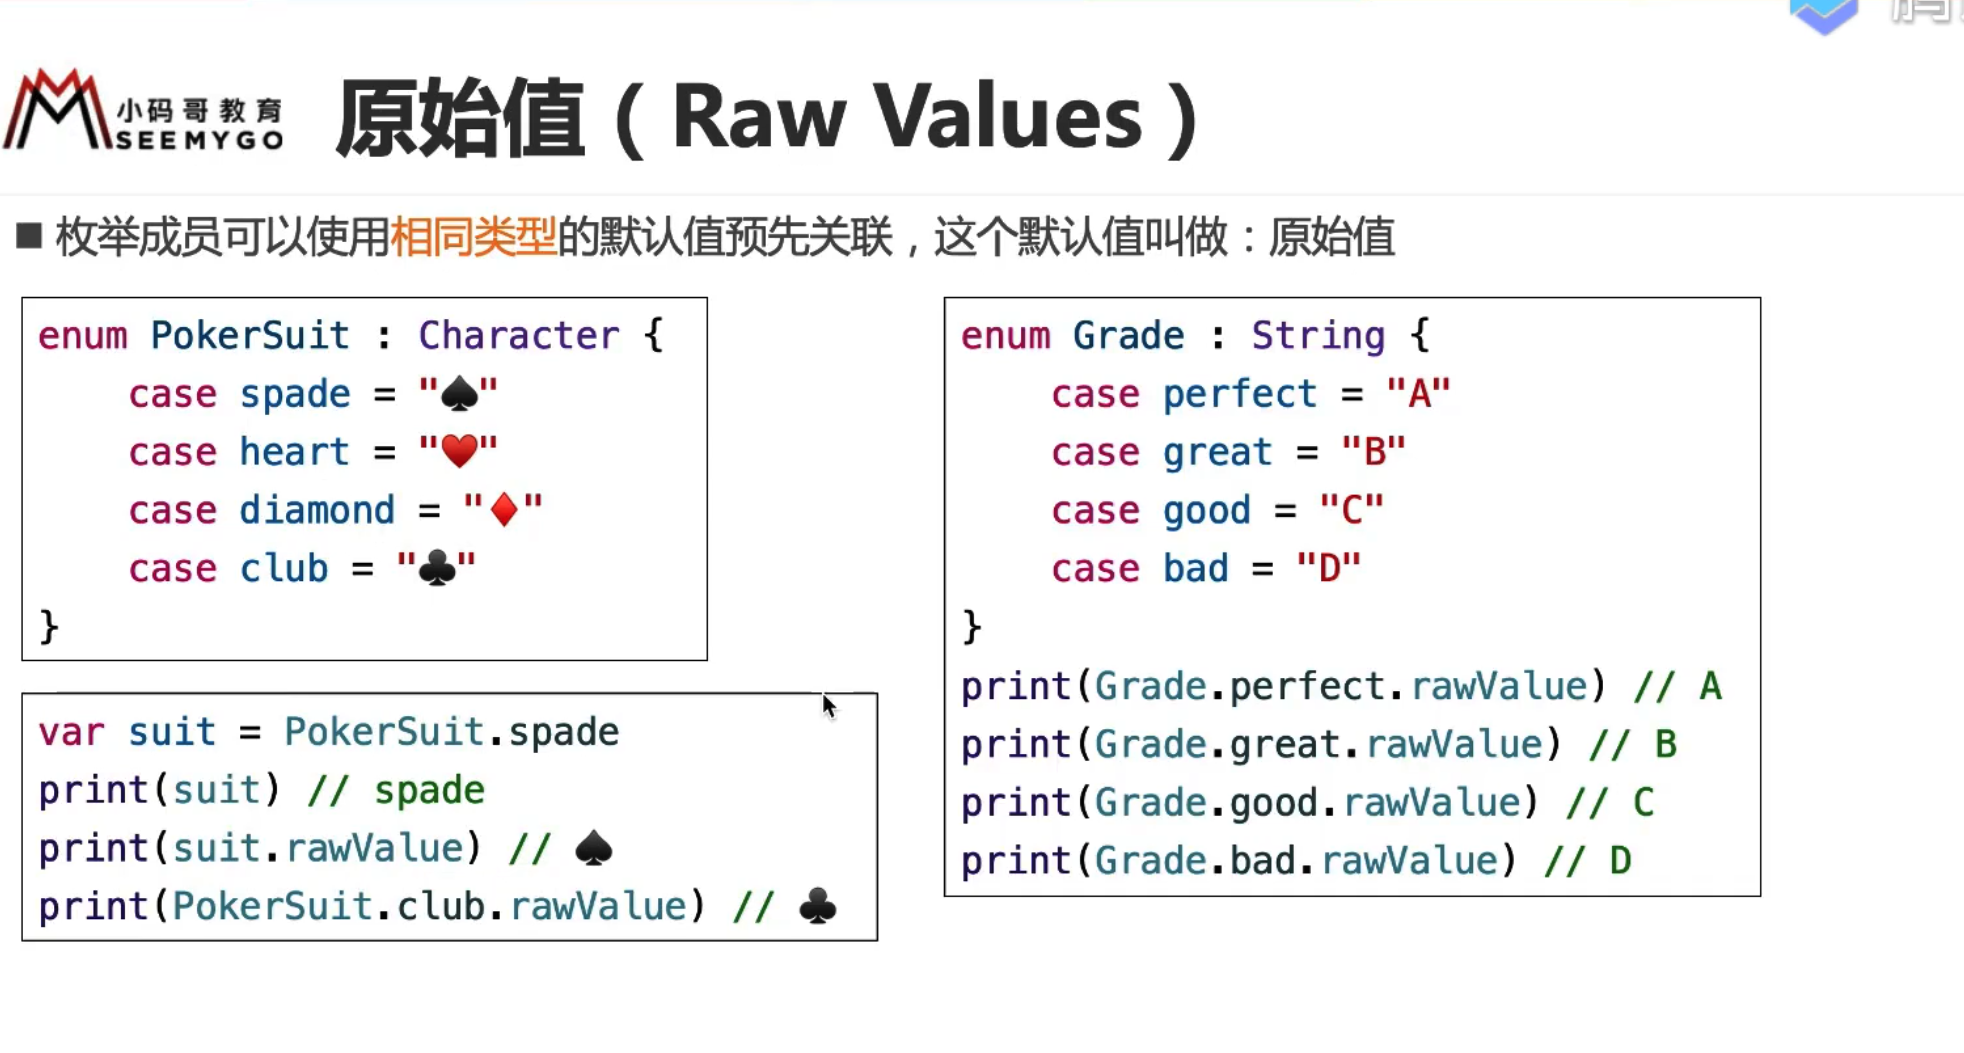 小码哥教育
SEEMYGO
原始值（Raw Values）
■ 枚举成员可以使用相同类型的默认值预先关联，这个默认值叫做：原始值
enum PokerSuit : Character {
    case spade = "♠️"
    case heart = "♥️"
    case diamond = "♦️"
    case club = "♣️"
}
var suit = PokerSuit.spade
print(suit) // spade
print(suit.rawValue) // ♠️
print(PokerSuit.club.rawValue) // ♣️
enum Grade : String {
    case perfect = "A"
    case great = "B"
    case good = "C"
    case bad = "D"
}
print(Grade.perfect.rawValue) // A
print(Grade.great.rawValue) // B
print(Grade.good.rawValue) // C
print(Grade.bad.rawValue) // D